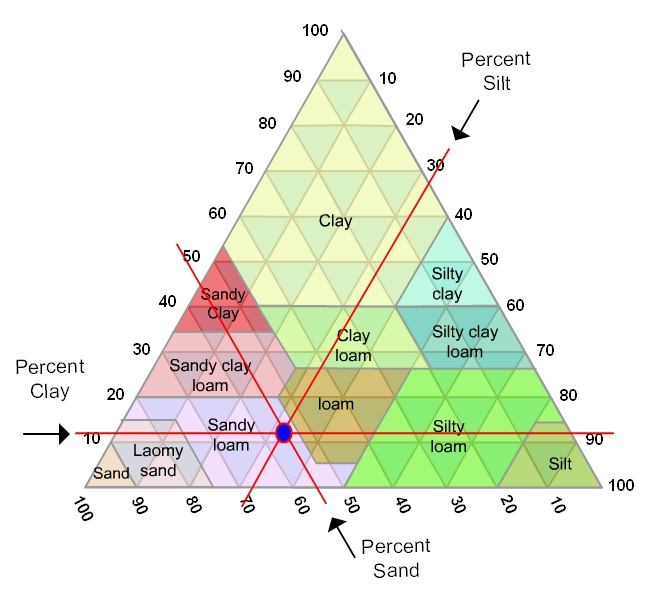 100
Percent
Silt
90
10
80
20
70
30
60
Clay
40
50
50
Silty
clay
40
Sandy
Clay
60
Clay
loam
Silty clay
loam
30
70
Percent
Clay
Sandy clay
loam
20
80
loam
Sandy
loam
Silty
loam
10
90
Laomy
sand
Sand
Silt
100
100
90
80
70
60
50
40
30
20
10
Percent
Sand